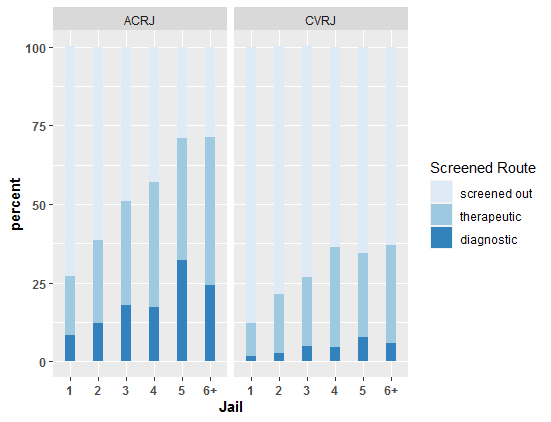 ACRJ CVRJ
percent
100
75
50
25
0
1 2 3 4 5 6+ 1 2 3 4 5 6+
Jail
Screened Route
screened out
therapeutic
diagnostic